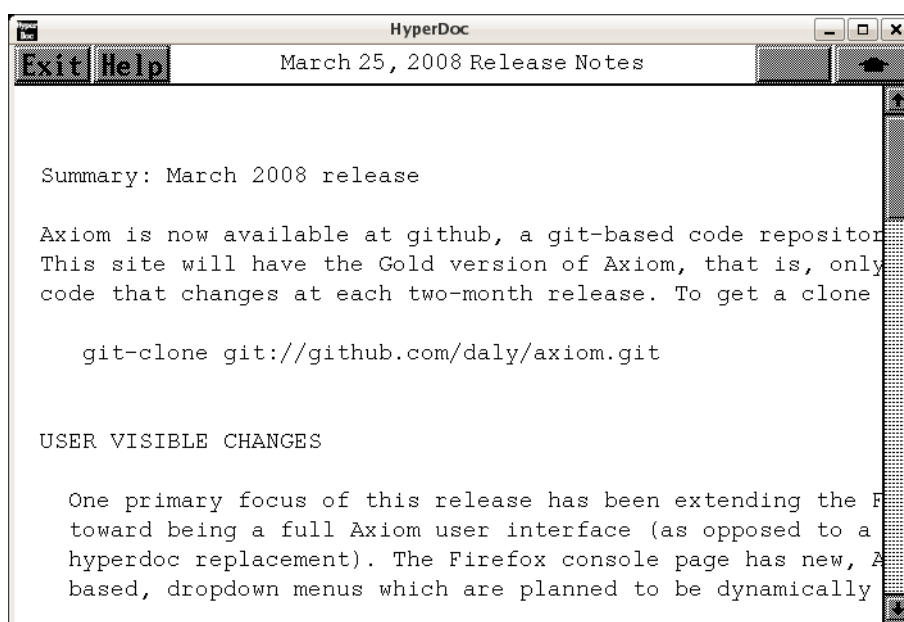 Hyper
Doc
HyperDoc
Exit Help March 25, 2008 Release Notes
Summary: March 2008 release
Axiom is now available at github, a git-based code repositor
This site will have the Gold version of Axiom, that is, only
code that changes at each two-month release. To get a clone
git-clone git://github.com/daly/axiom.git
USER VISIBLE CHANGES
One primary focus of this release has been extending the F
toward being a full Axiom user interface (as opposed to a
hyperdoc replacement). The Firefox console page has new, A
based, dropdown menus which are planned to be dynamically